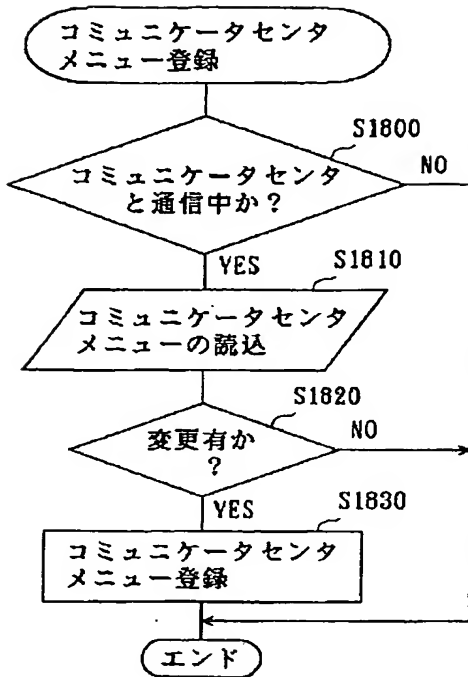 コミュニケータセンタ
メニュー登録
S1800
NO
コミュニケータセンタ
と通信中か?
YES
S1810
コミュニケータセンタ
メニューの読込
S1820
変更有か
?
NO
YES
S1830
コミュニケータセンタ
メニュー登録
エンド